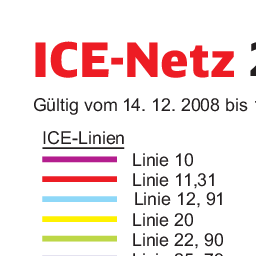 ICE-Netz
Gültig vom 14. 12. 2008 bis
ICE-Linien
Linie 10
Linie 11,31
Linie 12, 91
Linie 20
Linie 22, 90